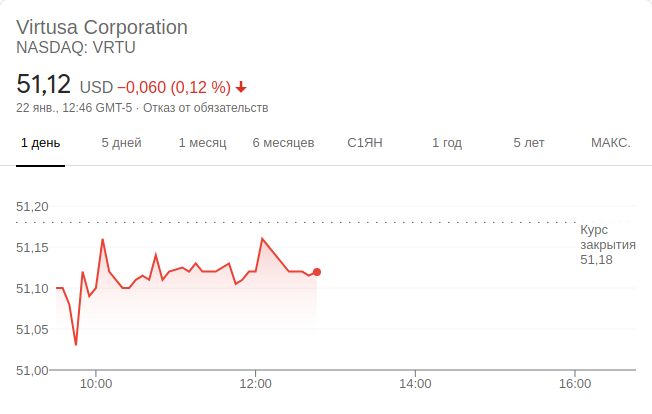 Virtusa Corporation
NASDAQ: VRTU
51,12 USD −0,060 (0,12 %)
22 янв., 12:46 GMT-5 · Отказ от обязательств
1 день 5 дней 1 месяц 6 месяцев С1ЯН 1 год 5 лет МАКС.
51,20
Курс
закрытия
51,18
51,15
51,10
51,05
51,00
10:00 12:00 14:00 16:00